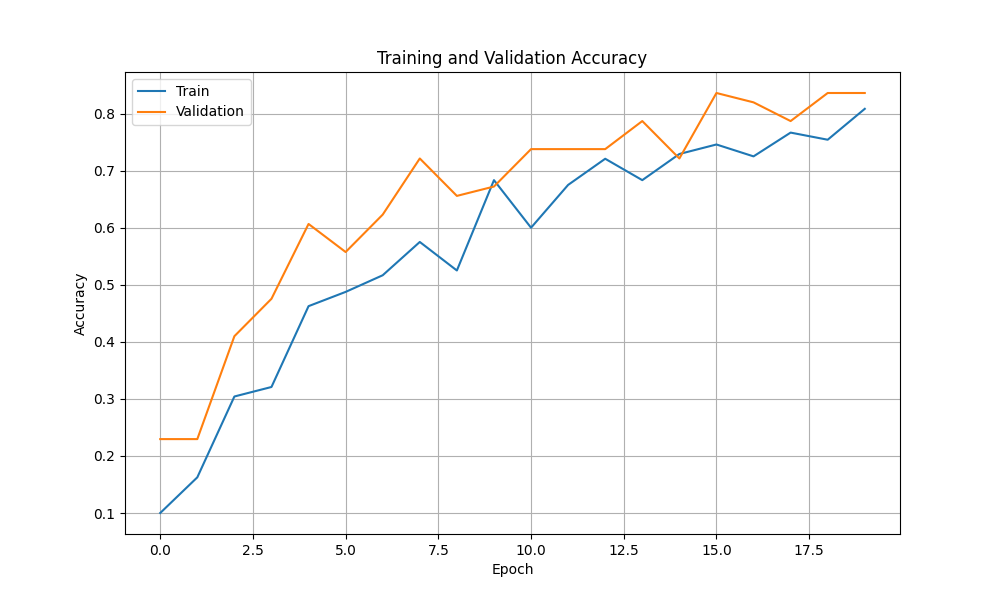 Training and Validation Accuracy
Train
Validation
Accuracy
0.8
0.7
0.6
0.5
0.4
0.3
0.2
0.1
0.0 2.5 5.0 7.5 10.0 12.5 15.0 17.5
Epoch